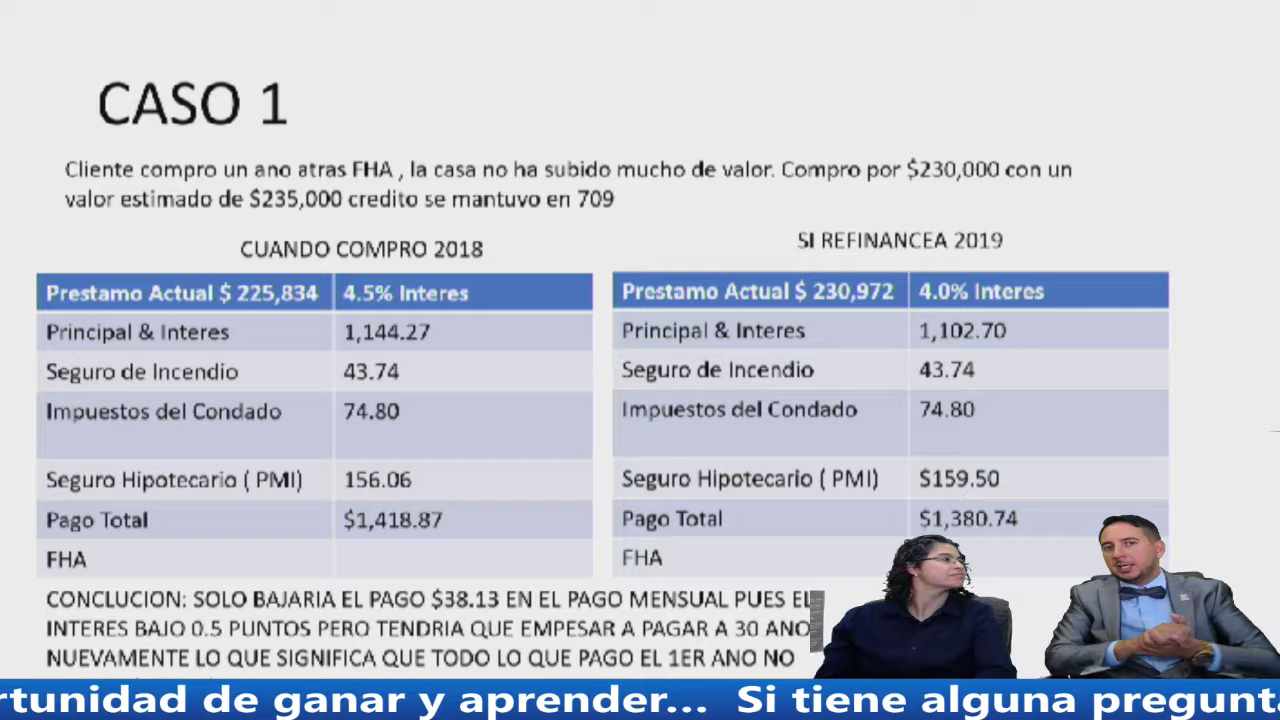 CASO 1
Cliente compro un ano atras FHA , la casa no ha subido mucho de valor. Compro por $230,000 con un
valor estimado de $235,000 credito se mantuvo en 709
CUANDO COMPRO 2018
Prestamo Actual $ 225,834 4.5% Interes
Principal & Interes 1,144.27
Seguro de Incendio 43.74
Impuestos del Condado 74.80
Seguro Hipotecario ( PMI) 156.06
Pago Total $1,418.87
FHA
SI REFINANCEA 2019
Prestamo Actual $ 230,972 4.0% Interes
Principal & Interes 1,102.70
Seguro de Incendio 43.74
Impuestos del Condado 74.80
Seguro Hipotecario ( PMI) $159.50
Pago Total $1,380.74
FHA
CONCLUCION: SOLO BAJARIA EL PAGO $38.13 EN EL PAGO MENSUAL PUES EL
INTERES BAJO 0.5 PUNTOS PERO TENDRIA QUE EMPESAR A PAGAR A 30 ANO
NUEVAMENTE LO QUE SIGNIFICA QUE TODO LO QUE PAGO EL 1ER ANO NO
rtunidad de ganar y aprender... Si tiene alguna pregunt